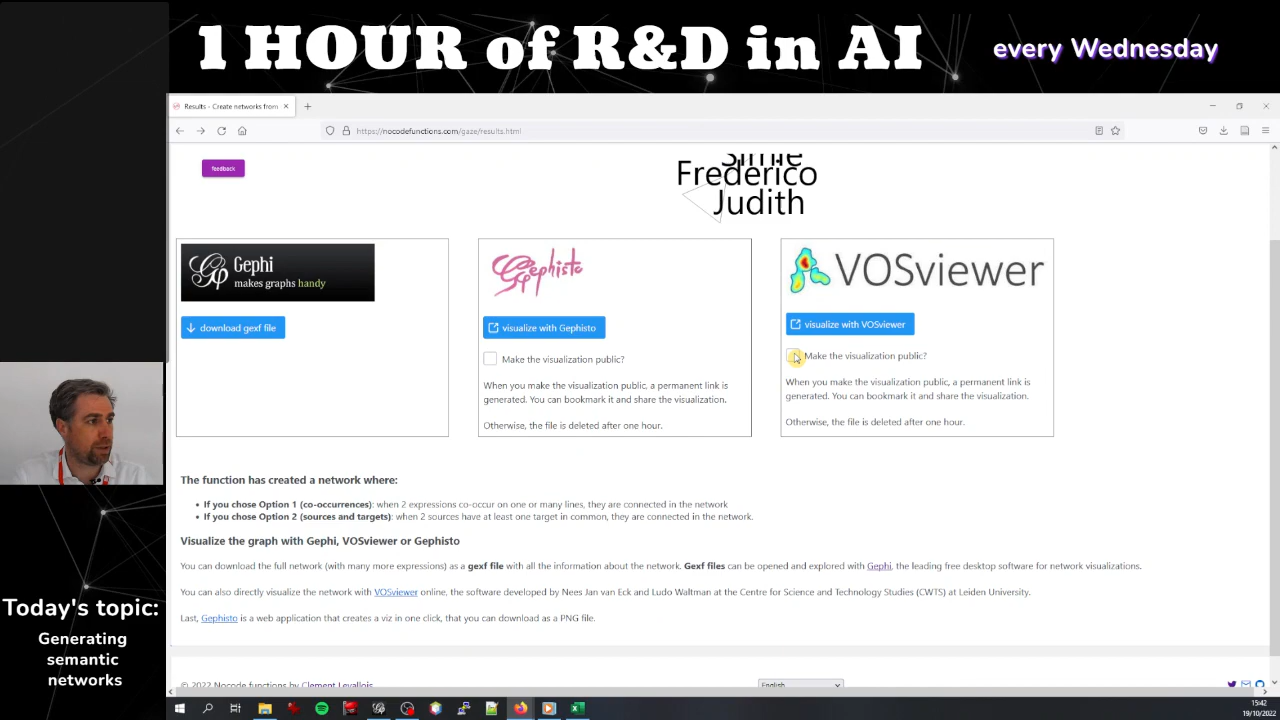 1 HOUR of R&D in AI
every Wednesday
Results - Create networks from
https://nocodefunctions.com/gaze/results.html
feedback
Simie
Frederico
Judith
Gephi
makes graphs handy
download gexf file
Gephisto
visualize with Gephisto
Make the visualization public?
When you make the visualization public, a permanent link is
generated. You can bookmark it and share the visualization.
Otherwise, the file is deleted after one hour.
VOSviewer
visualize with VOSviewer
Make the visualization public?
When you make the visualization public, a permanent link is
generated. You can bookmark it and share the visualization.
Otherwise, the file is deleted after one hour.
The function has created a network where:
• If you chose Option 1 (co-occurrences): when 2 expressions co-occur on one or many lines, they are connected in the network
• If you chose Option 2 (sources and targets): when 2 sources have at least one target in common, they are connected in the network.
Visualize the graph with Gephi, VOSviewer or Gephisto
You can download the full network (with many more expressions) as a gexf file with all the information about the network. Gexf files can be opened and explored with Gephi, the leading free desktop software for network visualizations.
You can also directly visualize the network with VOSviewer online, the software developed by Nees Jan van Eck and Ludo Waltman at the Centre for Science and Technology Studies (CWTS) at Leiden University.
Last, Gephisto is a web application that creates a viz in one click, that you can download as a PNG file.
© 2022 Nocode functions by Clement Levallois
English
Today's topic:
Generating
semantic
networks
15:42
19/10/2022